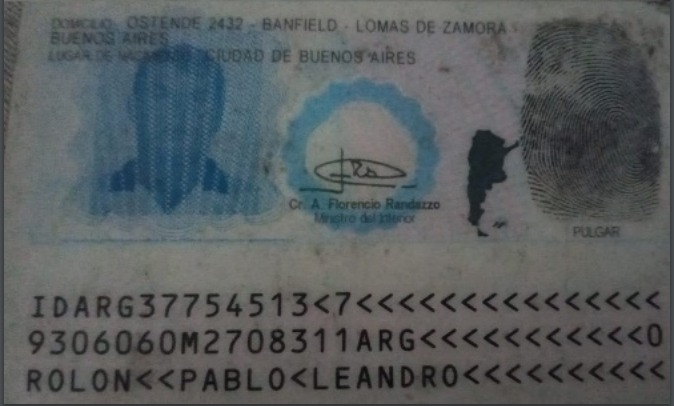 DOMICILIO: OSTENDE 2432 - BANFIELD - LOMAS DE ZAMORA -
BUENOS AIRES
LUGAR DE NACIMIENTO: CIUDAD DE BUENOS AIRES
Cr. A. Florencio Randazzo
Ministro del Interior
PULGAR
IDARG37754513<7<<<<<<<<<<<<<<<
9306060M2708311ARG<<<<<<<<<<<0
ROLON<<PABLO<LEANDRO<<<<<<<<<<